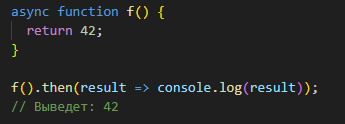 async function f() {
  return 42;
}

f().then(result => console.log(result));
// Выведет: 42